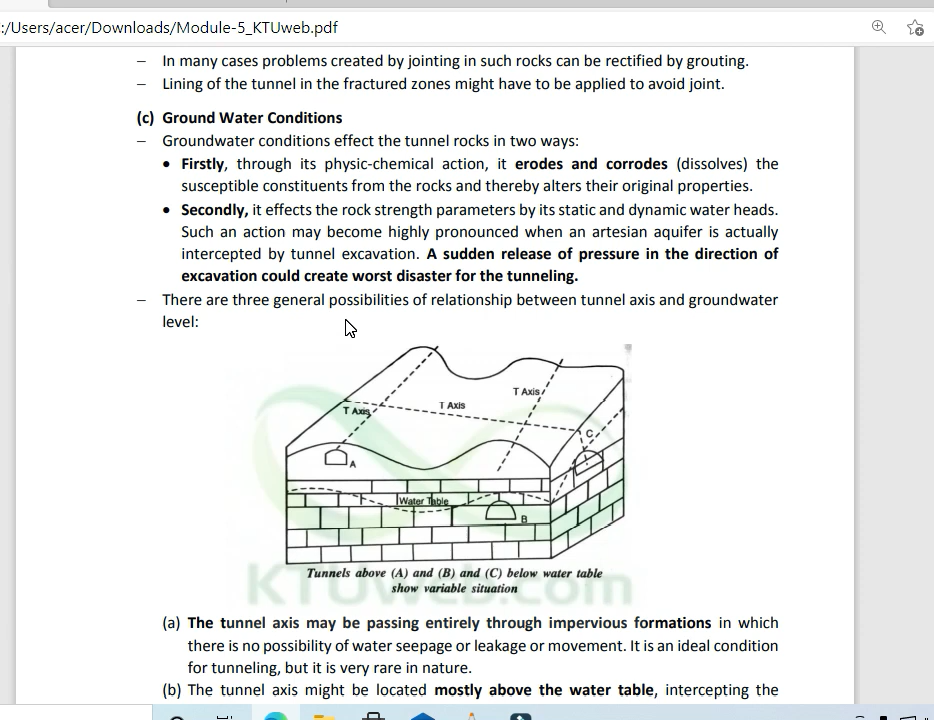 :/Users/acer/Downloads/Module-5_KTUweb.pdf
– In many cases problems created by jointing in such rocks can be rectified by grouting.
– Lining of the tunnel in the fractured zones might have to be applied to avoid joint.
(c) Ground Water Conditions
– Groundwater conditions effect the tunnel rocks in two ways:
• Firstly, through its physic-chemical action, it erodes and corrodes (dissolves) the
susceptible constituents from the rocks and thereby alters their original properties.
• Secondly, it effects the rock strength parameters by its static and dynamic water heads.
Such an action may become highly pronounced when an artesian aquifer is actually
intercepted by tunnel excavation. A sudden release of pressure in the direction of
excavation could create worst disaster for the tunneling.
– There are three general possibilities of relationship between tunnel axis and groundwater
level:
T Axis
T Axis
T Axis
C
A
Water Table
B
Tunnels above (A) and (B) and (C) below water table
show variable situation
KTUweb.com
(a) The tunnel axis may be passing entirely through impervious formations in which
there is no possibility of water seepage or leakage or movement. It is an ideal condition
for tunneling, but it is very rare in nature.
(b) The tunnel axis might be located mostly above the water table, intercepting the